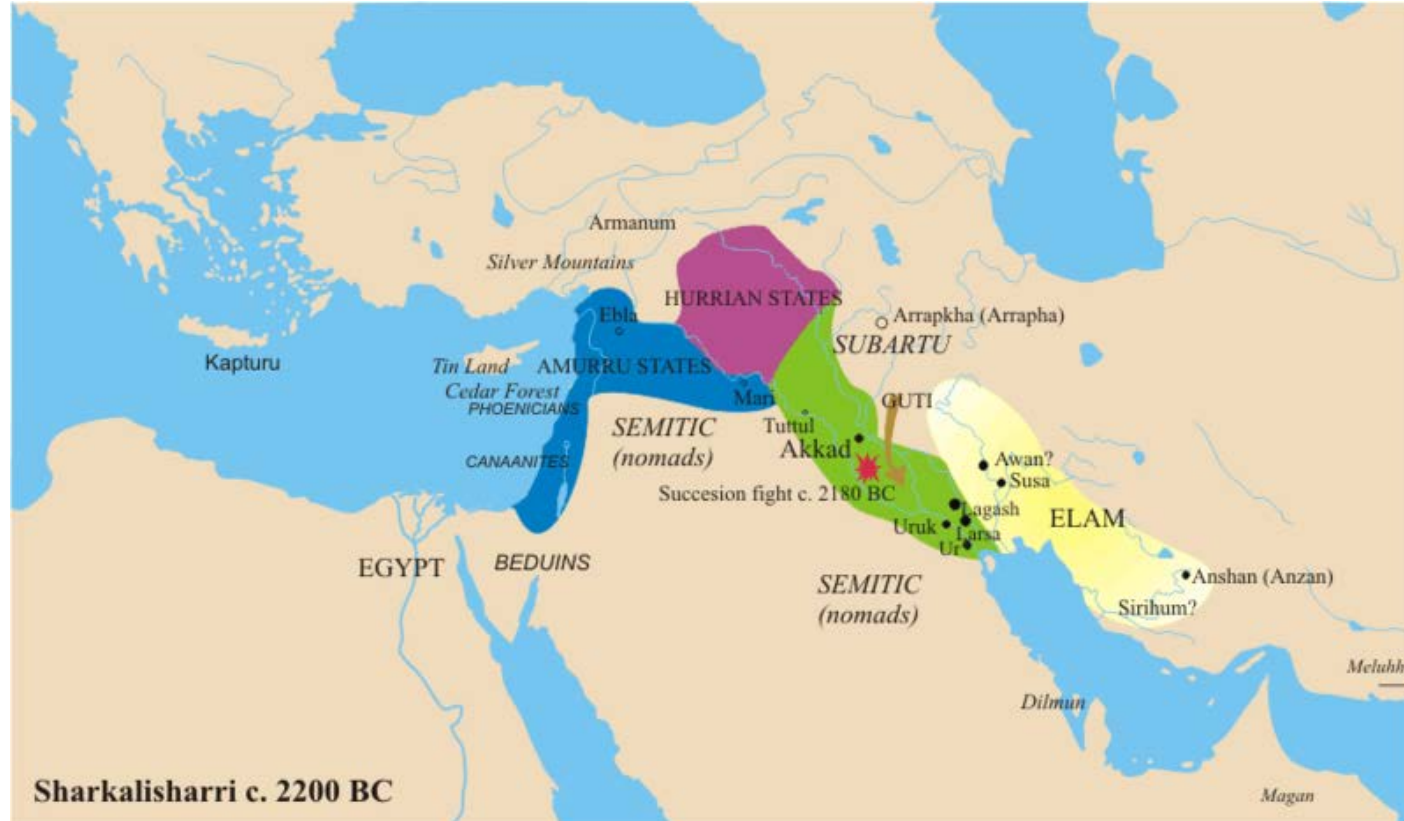 Armanum
Silver Mountains
HURRIAN STATES
Ebla
Arrapkha (Arrapha)
SUBARTU
Kapturu
Tin Land
AMURRU STATES
Cedar Forest
Mari
PHOENICIANS
GUTI
SEMITIC
(nomads)
Tuttul
Akkad
CANAANITES
Awan?
Susa
Succesion fight c. 2180 BC
Lagash
ELAM
Uruk
Larsa
Ur
EGYPT
BEDUINS
Anshan (Anzan)
SEMITIC
(nomads)
Sirihum?
Meluhh
Dilmun
Sharkalisharri c. 2200 BC
Magan